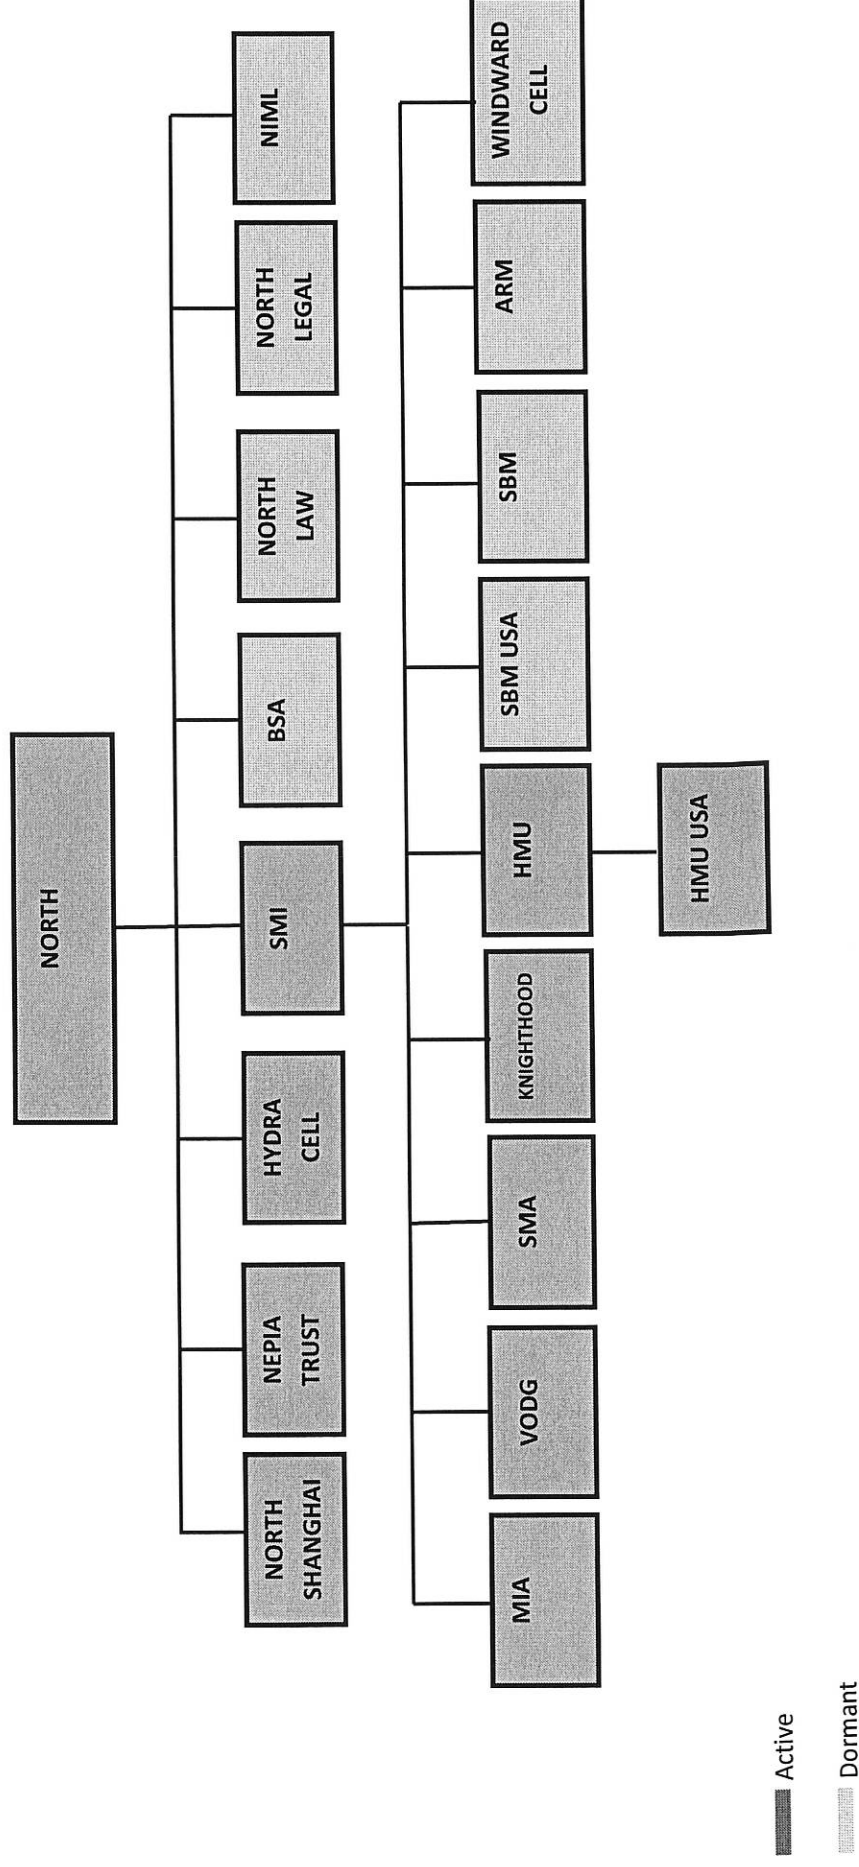 NORTH
NORTH
SHANGHAI
NEPIA
TRUST
HYDRA
CELL
SMI
BSA
NORTH
LAW
NORTH
LEGAL
NIML
MIA
VODG
SMA
KNIGHTHOOD
HMU
SBM USA
SBM
ARM
WINDWARD
CELL
HMU USA
Active
Dormant